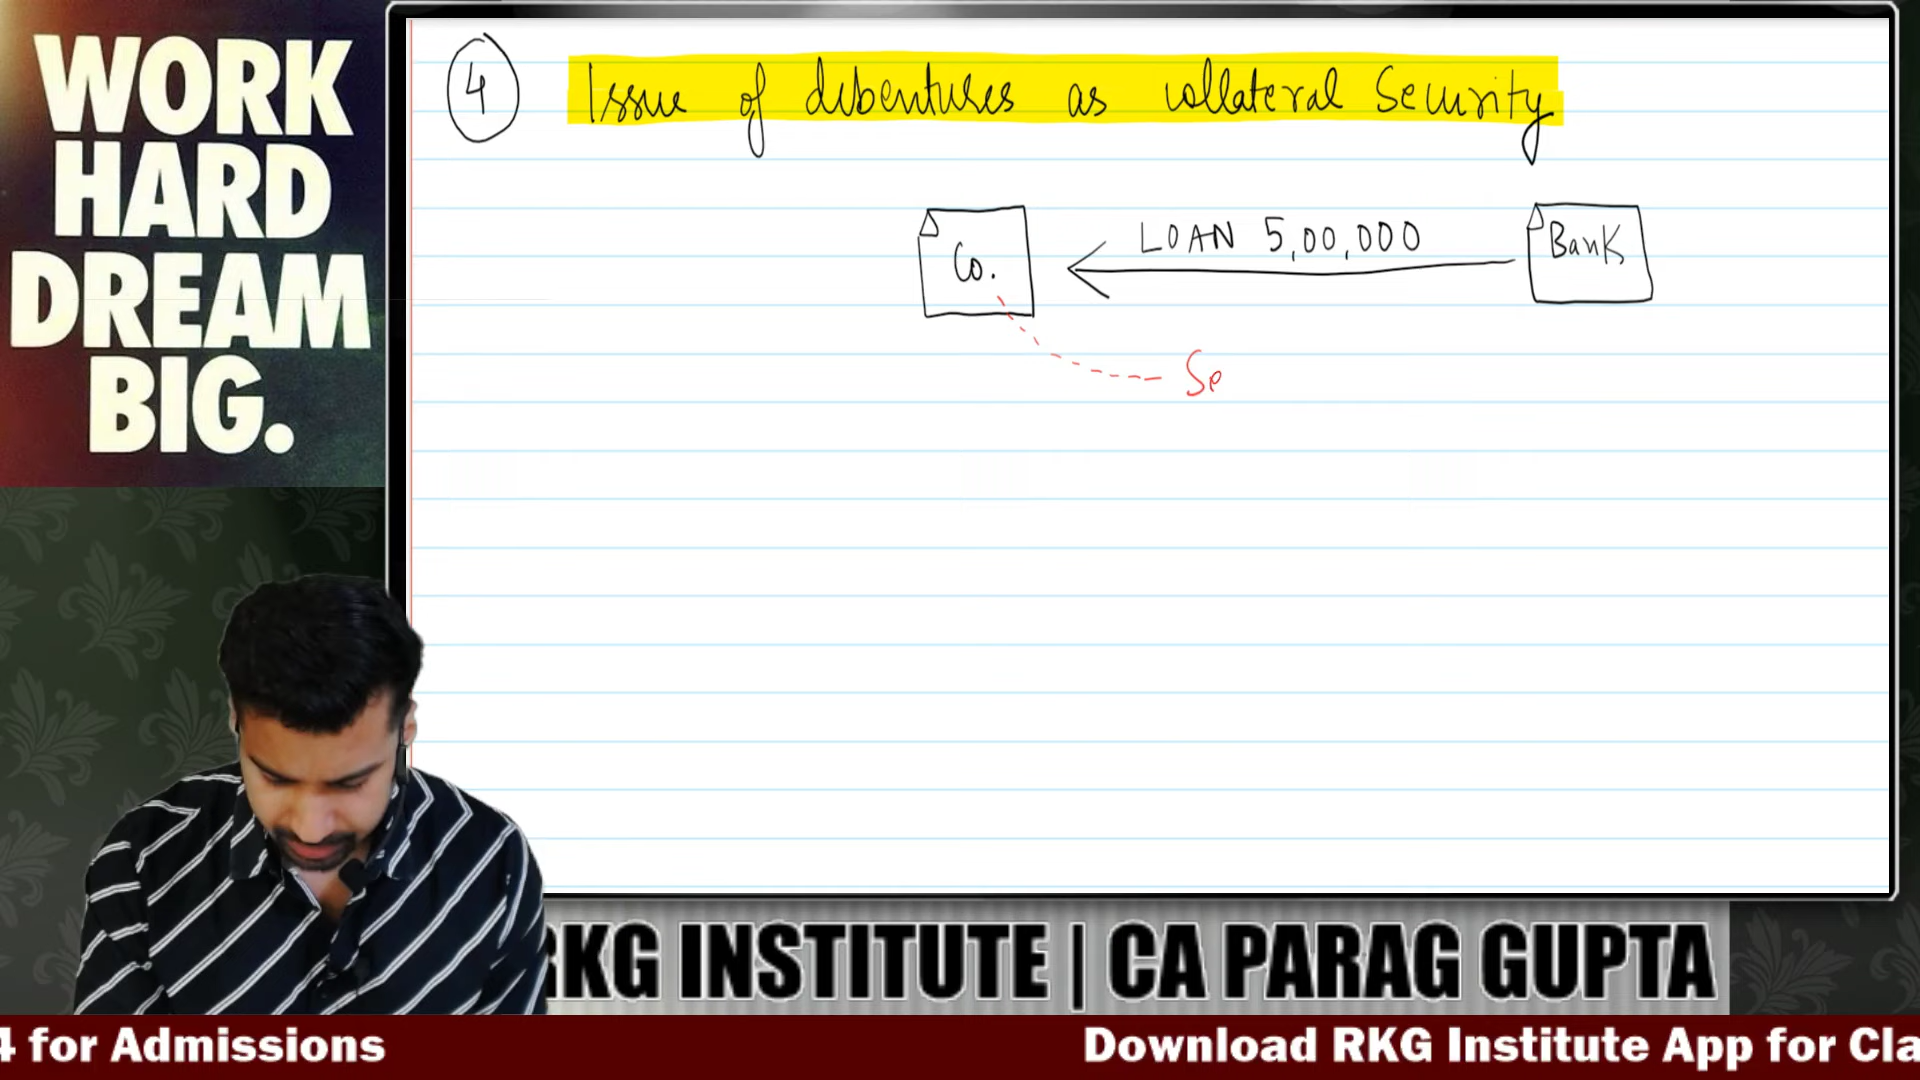 WORK
HARD
DREAM
BIG.
4 Issue of debentures as collateral Security
Co.
LOAN 5,00,000
Bank
Se
RKG INSTITUTE | CA PARAG GUPTA
4 for Admissions
Download RKG Institute App for Cla